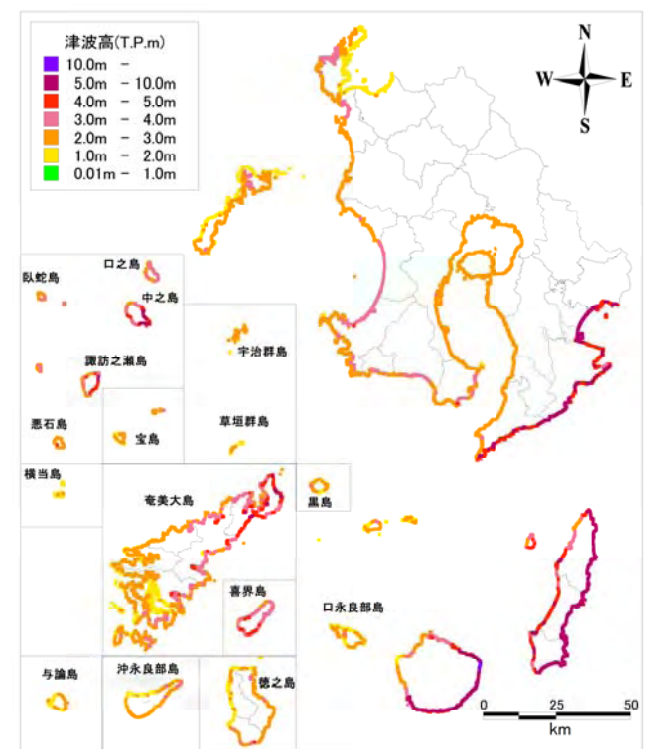 津波高(T.P.m)
10.0m -
5.0m - 10.0m
4.0m - 5.0m
3.0m - 4.0m
2.0m - 3.0m
1.0m - 2.0m
0.01m - 1.0m
N
W E
S
口之島
臥蛇島
中之島
宇治群島
諏訪之瀬島
悪石島
宝島
草垣群島
横当島
奄美大島
黒島
喜界島
口永良部島
与論島
沖永良部島
徳之島
0 25 50
km